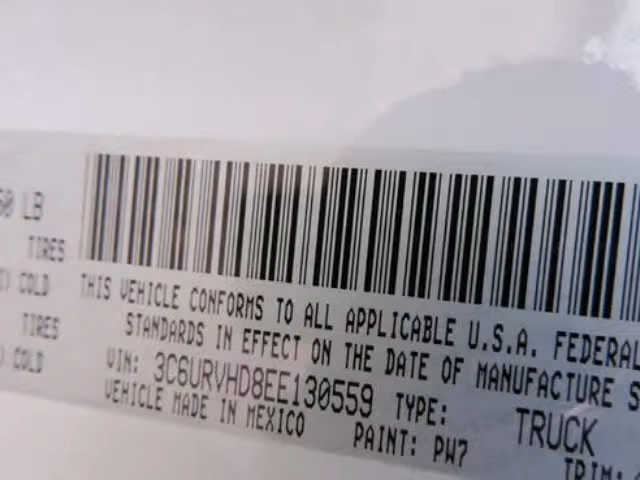 50 LB
TIRES
COLD
TIRES
) COLD
THIS VEHICLE CONFORMS TO ALL APPLICABLE U.S.A. FEDERAL
STANDARDS IN EFFECT ON THE DATE OF MANUFACTURE S
VIN: 3C6URVHD8EE130559 TYPE: TRUCK
VEHICLE MADE IN MEXICO PAINT: PW7 TRIM: